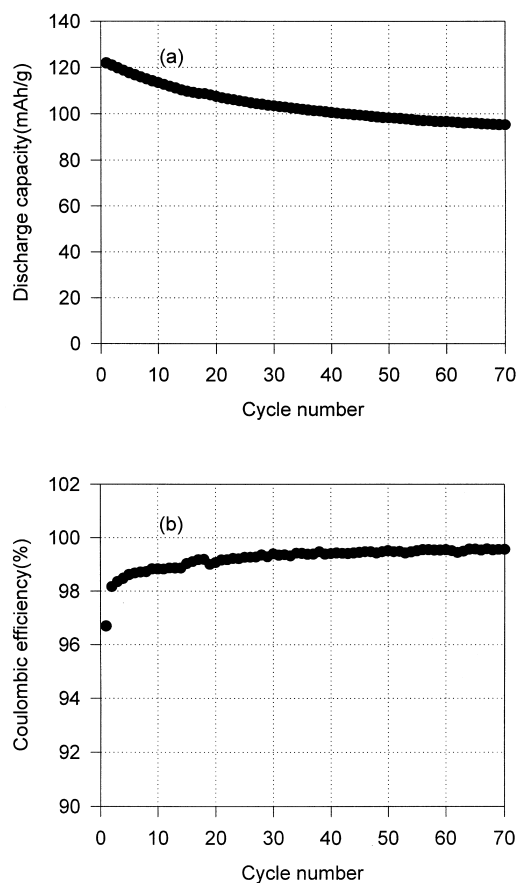 140
120
100
80
60
40
20
0
(a)
Discharge capacity(mAh/g)
0 10 20 30 40 50 60 70
Cycle number
102
100
98
96
94
92
90
(b)
Coulombic efficiency(%)
0 10 20 30 40 50 60 70
Cycle number